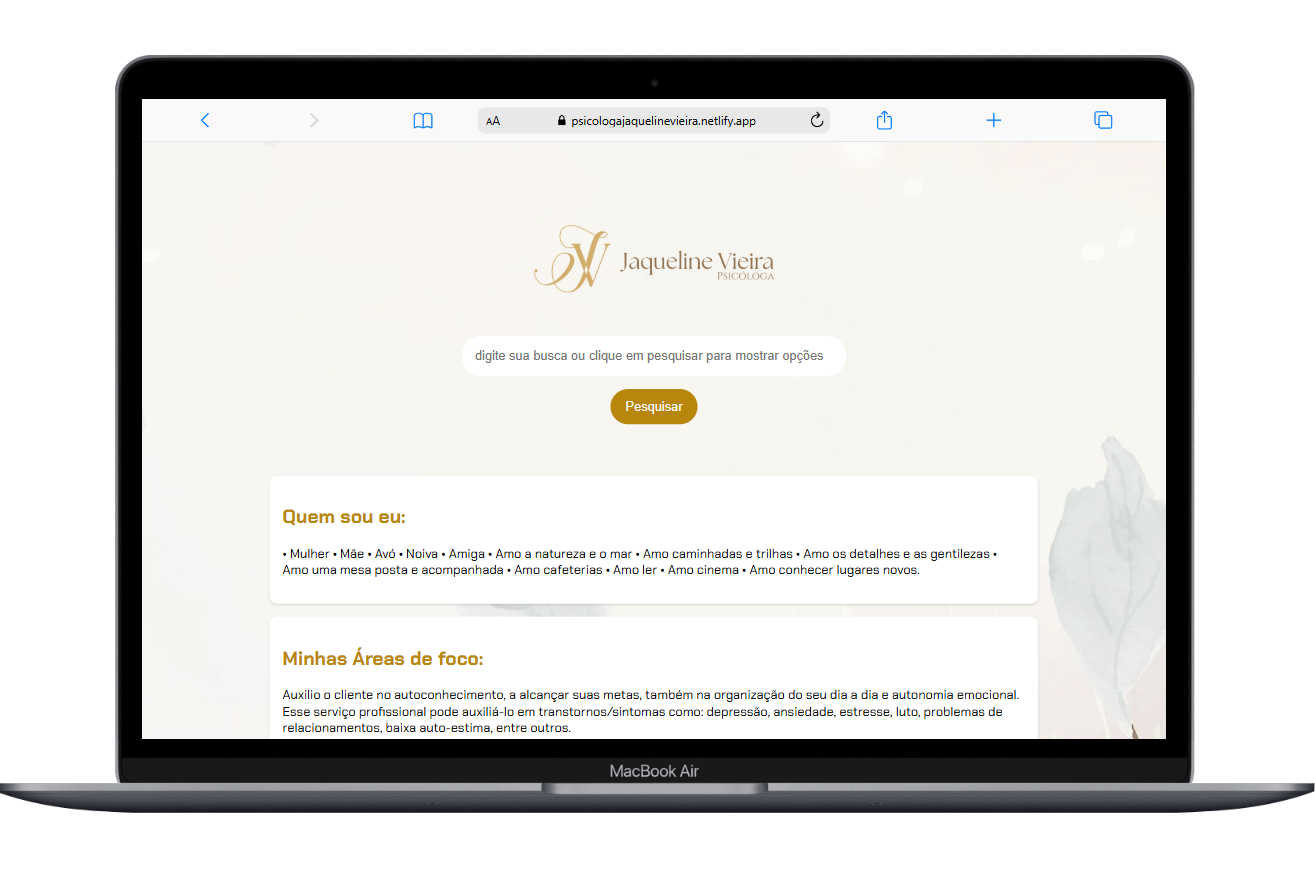 AA psicologajaquelinevieira.netlify.app
JV Jaqueline Vieira
PSICÓLOGA
digite sua busca ou clique em pesquisar para mostrar opções
Pesquisar
Quem sou eu:
• Mulher • Mãe • Avó • Noiva • Amiga • Amo a natureza e o mar • Amo caminhadas e trilhas • Amo os detalhes e as gentilezas •
Amo uma mesa posta e acompanhada • Amo cafeterias • Amo ler • Amo cinema • Amo conhecer lugares novos.
Minhas Áreas de foco:
Auxilio o cliente no autoconhecimento, a alcançar suas metas, também na organização do seu dia a dia e autonomia emocional.
Esse serviço profissional pode auxiliá-lo em transtornos/sintomas como: depressão, ansiedade, estresse, luto, problemas de
relacionamentos, baixa auto-estima, entre outros.
MacBook Air